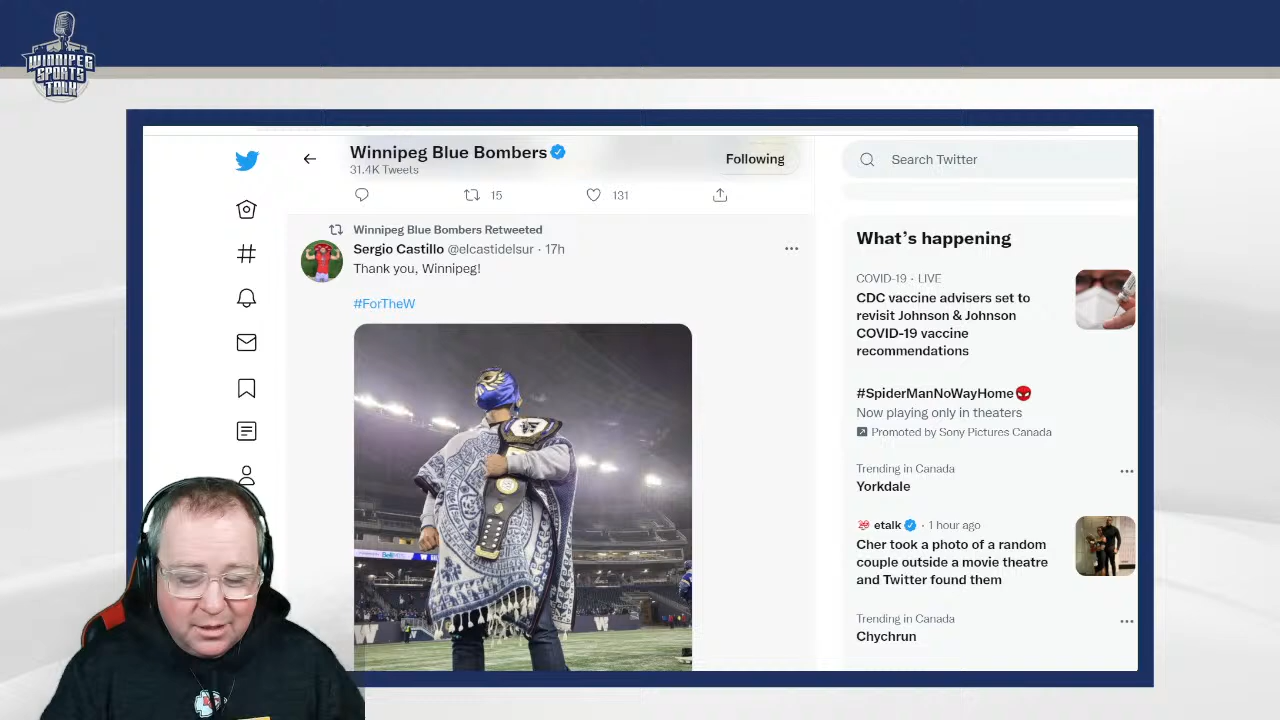 WINNIPEG
SPORTS
TALK
Winnipeg Blue Bombers
31.4K Tweets
Following
Search Twitter
15
131
Winnipeg Blue Bombers Retweeted
Sergio Castillo @elcastidelsur · 17h
Thank you, Winnipeg!
#ForTheW
What's happening
COVID-19 · LIVE
CDC vaccine advisers set to
revisit Johnson & Johnson
COVID-19 vaccine
recommendations
#SpiderManNoWayHome
Now playing only in theaters
Promoted by Sony Pictures Canada
Trending in Canada
Yorkdale
etalk · 1 hour ago
Cher took a photo of a random
couple outside a movie theatre
and Twitter found them
Trending in Canada
Chychrun